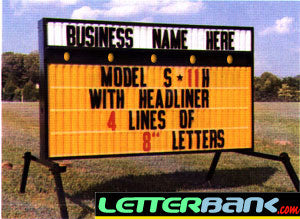 BUSINESS NAME HERE
MODEL S*11H
WITH HEADLINER
4 LINES OF
8" LETTERS
LETTERBANK.com